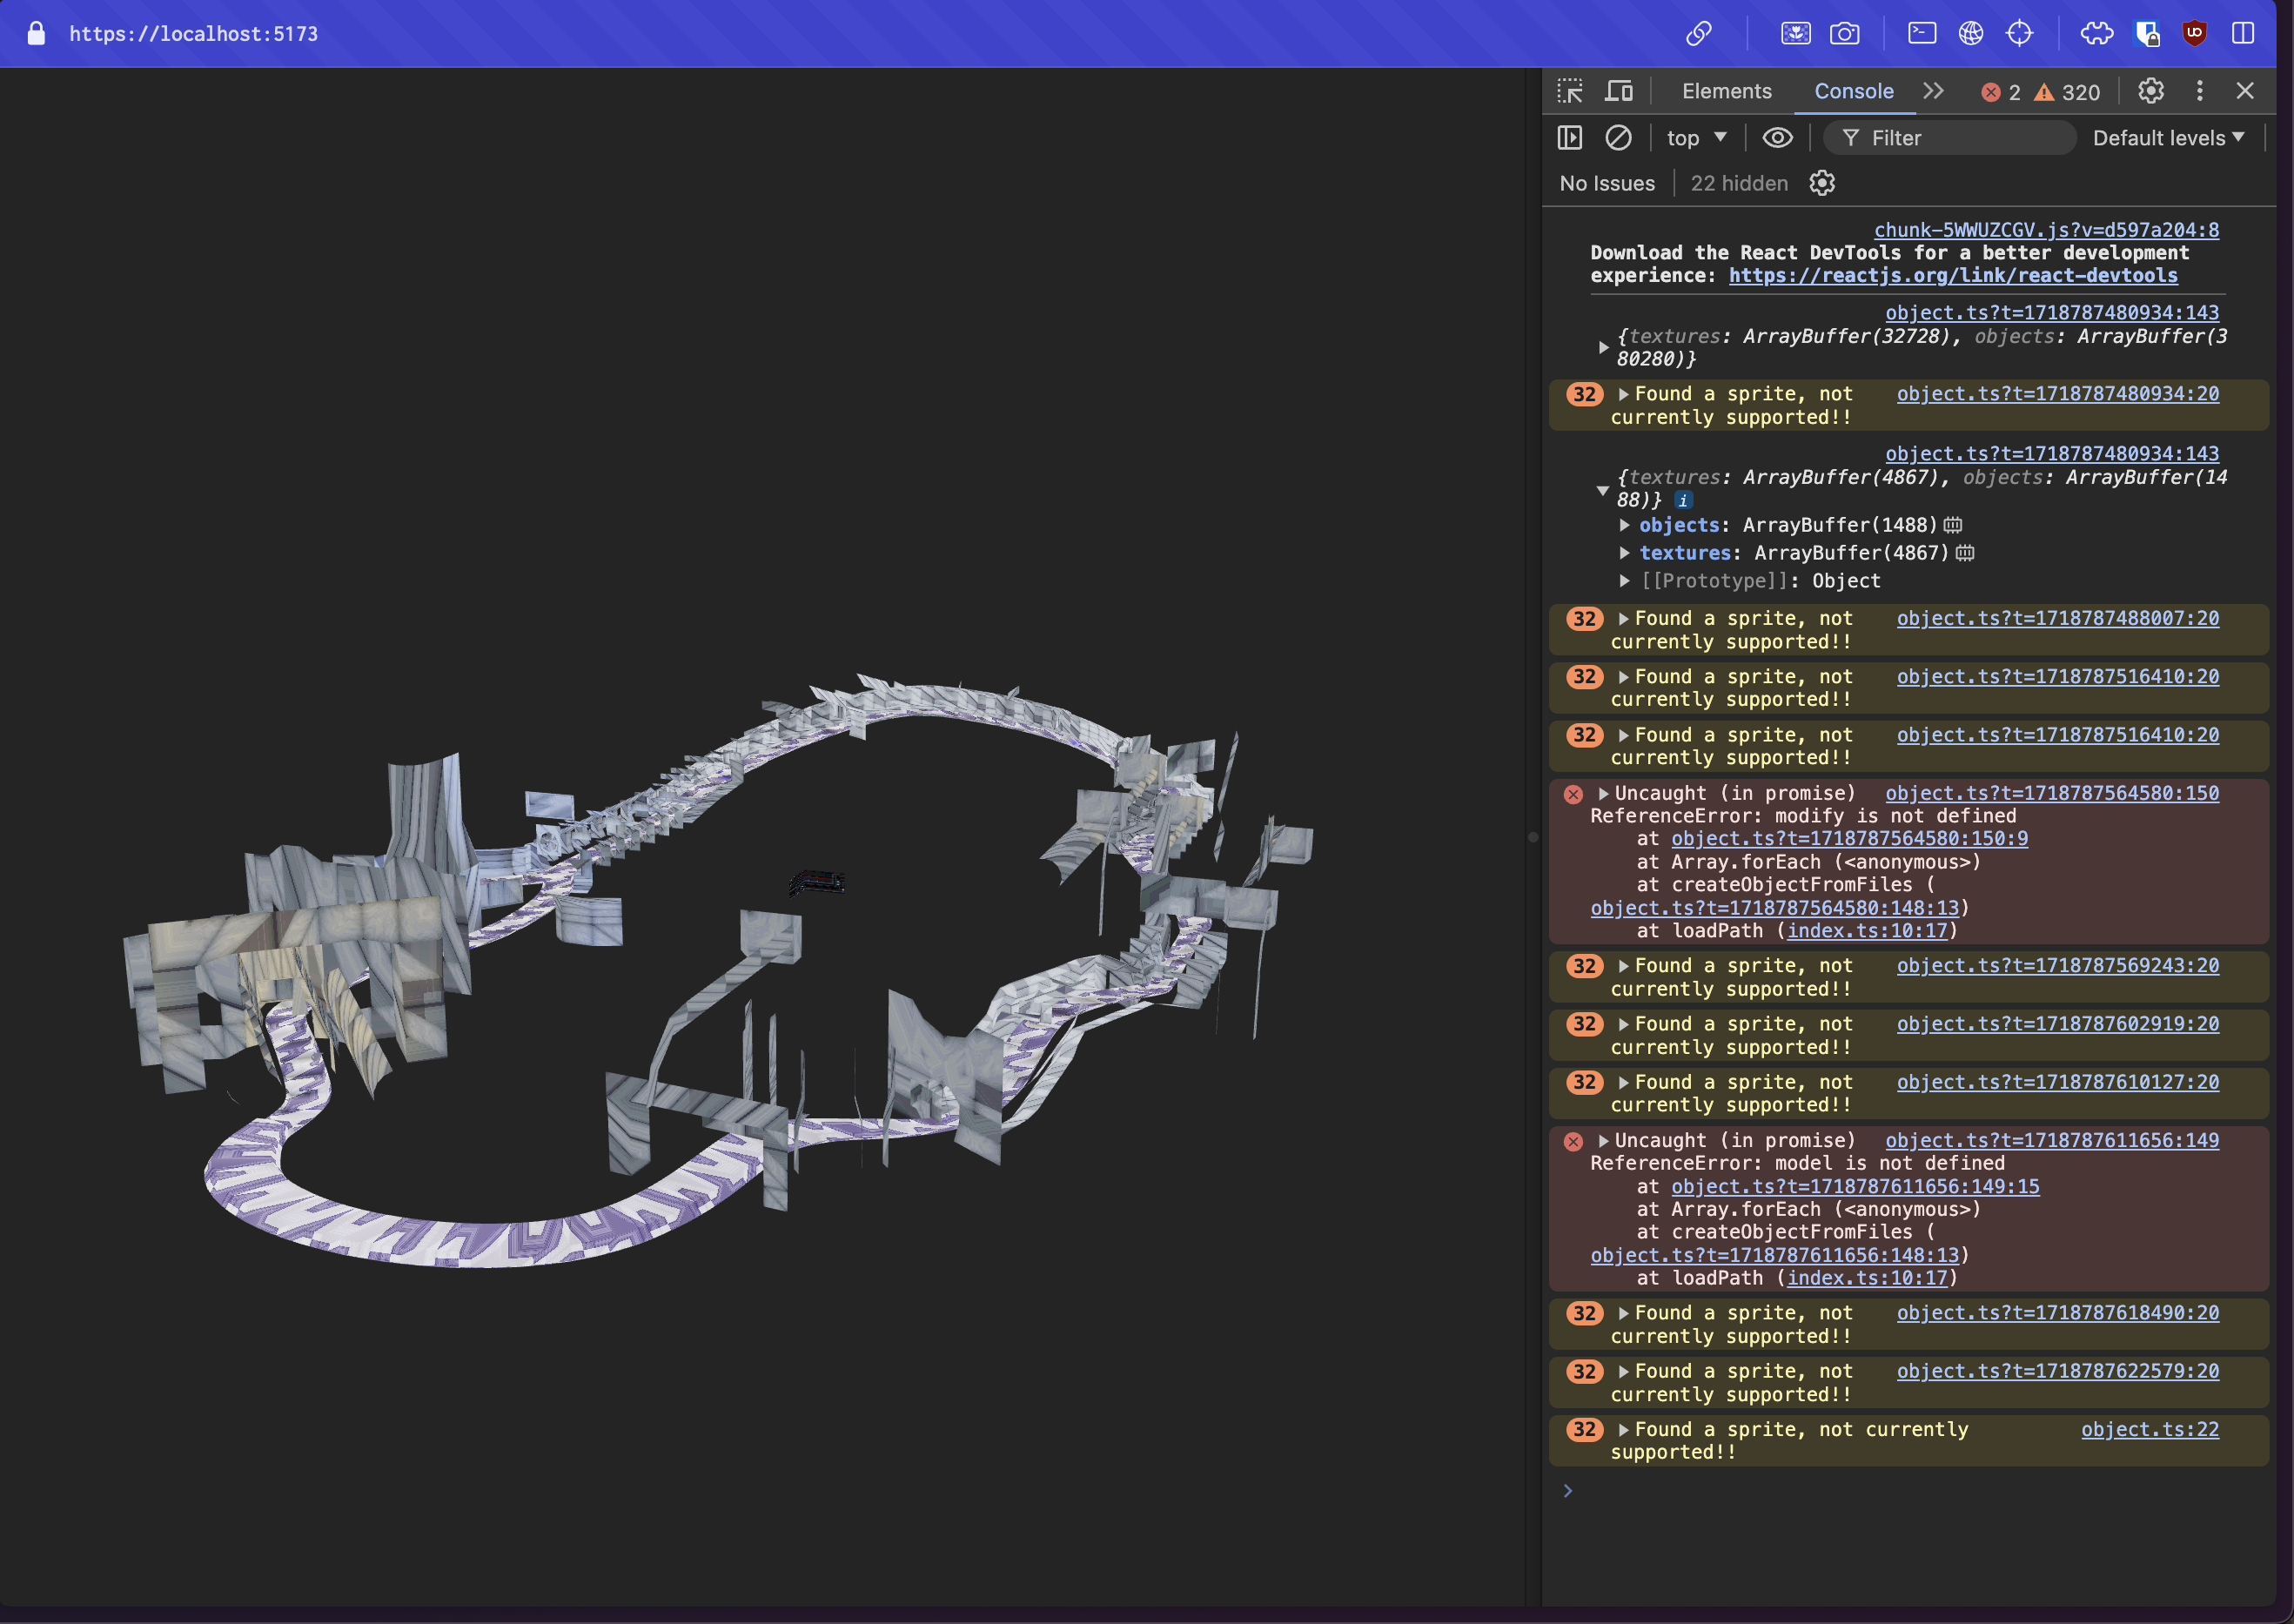 https://localhost:5173
Elements
Console
2
320
top
Filter
Default levels
No Issues
22 hidden
chunk-5WWUZCGV.js?v=d597a204:8
Download the React DevTools for a better development
experience: https://reactjs.org/link/react-devtools
object.ts?t=1718787480934:143
{textures: ArrayBuffer(32728), objects: ArrayBuffer(3
80280)}
32
Found a sprite, not
object.ts?t=1718787480934:20
currently supported!!
object.ts?t=1718787480934:143
{textures: ArrayBuffer(4867), objects: ArrayBuffer(14
88)} i
objects: ArrayBuffer(1488)
textures: ArrayBuffer(4867)
[[Prototype]]: Object
32
Found a sprite, not
object.ts?t=1718787488007:20
currently supported!!
32
Found a sprite, not
object.ts?t=1718787516410:20
currently supported!!
32
Found a sprite, not
object.ts?t=1718787516410:20
currently supported!!
Uncaught (in promise)
object.ts?t=1718787564580:150
ReferenceError: modify is not defined
at object.ts?t=1718787564580:150:9
at Array.forEach (<anonymous>)
at createObjectFromFiles (
object.ts?t=1718787564580:148:13)
at loadPath (index.ts:10:17)
32
Found a sprite, not
object.ts?t=1718787569243:20
currently supported!!
32
Found a sprite, not
object.ts?t=1718787602919:20
currently supported!!
32
Found a sprite, not
object.ts?t=1718787610127:20
currently supported!!
Uncaught (in promise)
object.ts?t=1718787611656:149
ReferenceError: model is not defined
at object.ts?t=1718787611656:149:15
at Array.forEach (<anonymous>)
at createObjectFromFiles (
object.ts?t=1718787611656:148:13)
at loadPath (index.ts:10:17)
32
Found a sprite, not
object.ts?t=1718787618490:20
currently supported!!
32
Found a sprite, not
object.ts?t=1718787622579:20
currently supported!!
32
Found a sprite, not currently
object.ts:22
supported!!